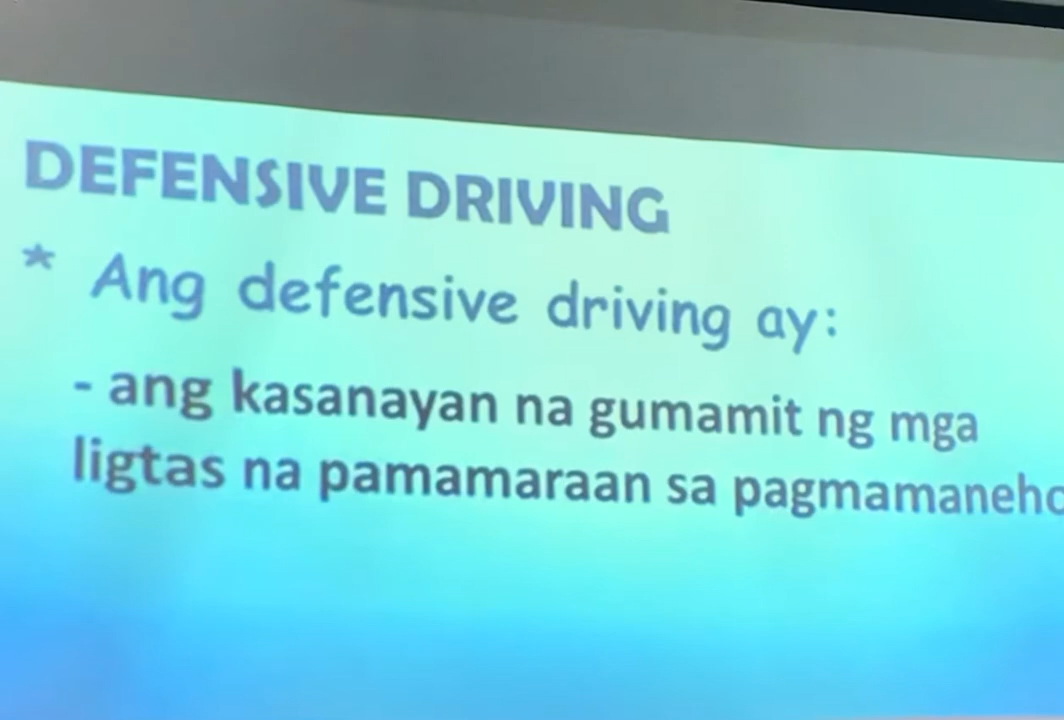 DEFENSIVE DRIVING
* Ang defensive driving ay:
- ang kasanayan na gumamit ng mga
ligtas na pamamaraan sa pagmamaneho